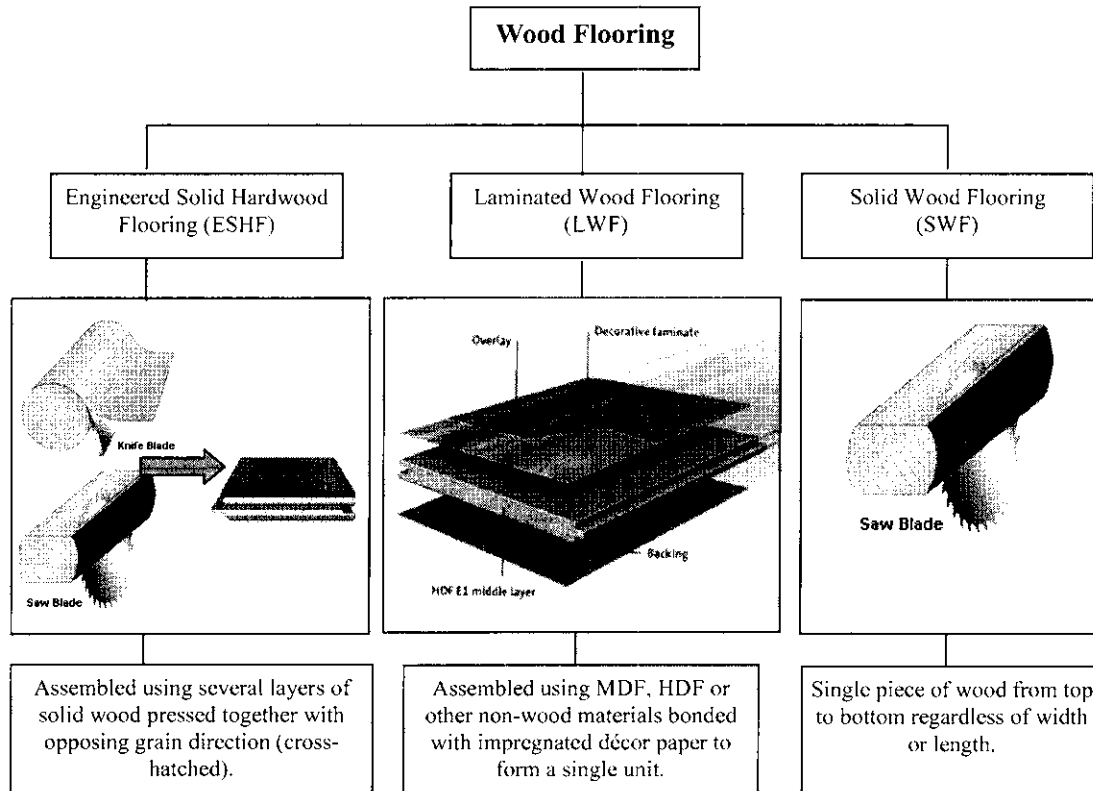 Wood Flooring
Engineered Solid Hardwood
Flooring (ESHF)
Laminated Wood Flooring
(LWF)
Solid Wood Flooring
(SWF)
Knife Blade
Saw Blade
Overlay
Decorative laminate
Backing
HDF E1 middle layer
Saw Blade
Assembled using several layers of
solid wood pressed together with
opposing grain direction (cross-
hatched).
Assembled using MDF, HDF or
other non-wood materials bonded
with impregnated décor paper to
form a single unit.
Single piece of wood from top
to bottom regardless of width
or length.